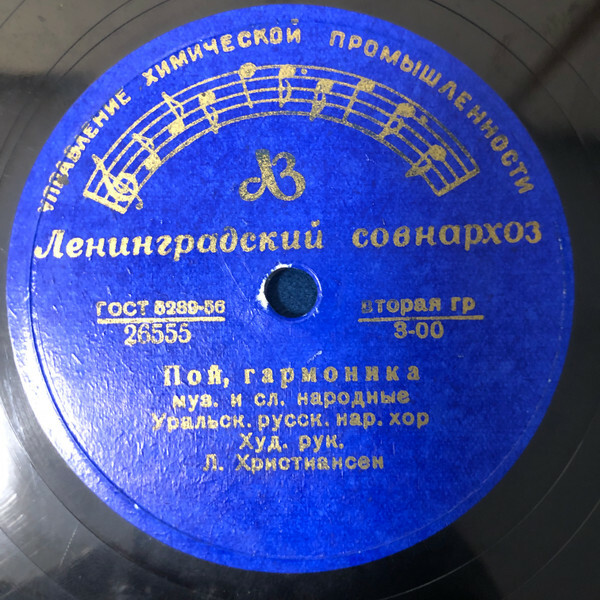 УПРАВЛЕНИЕ ХИМИЧЕСКОЙ ПРОМЫШЛЕННОСТИ
ЛЗ
Ленинградский совнархоз
ГОСТ 5289-56
26555
вторая гр
3-00
Пой, гармоника
муз. и сл. народные
Уральск. русск. нар. хор
Худ. рук.
Л. Христиансен